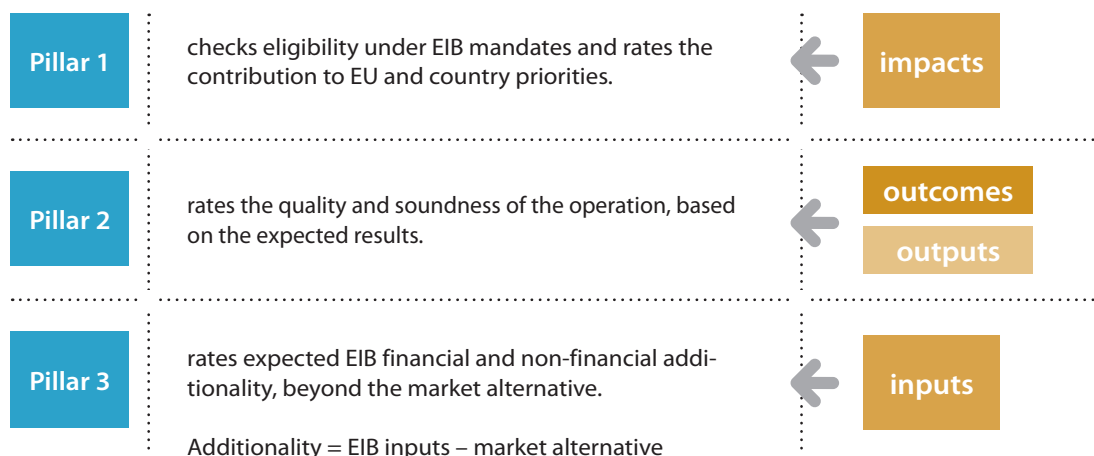 Pillar 1
checks eligibility under EIB mandates and rates the
contribution to EU and country priorities.
impacts
Pillar 2
rates the quality and soundness of the operation, based
on the expected results.
outcomes
outputs
Pillar 3
rates expected EIB financial and non-financial addi-
tionality, beyond the market alternative.
inputs
Additionality = EIB inputs – market alternative